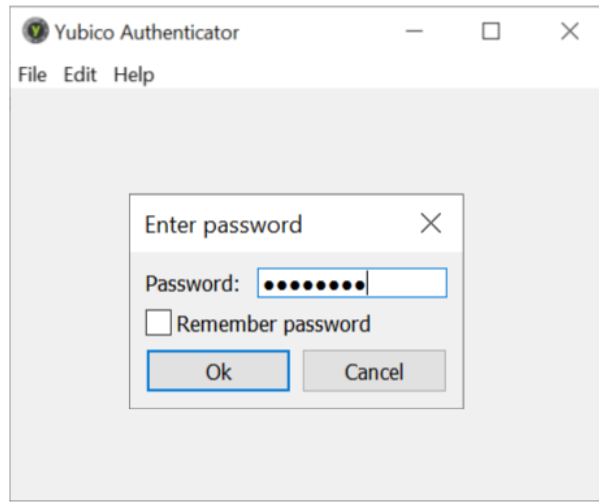 Yubico Authenticator
File Edit Help
Enter password
Password: ●●●●●●●●
Remember password
Ok Cancel